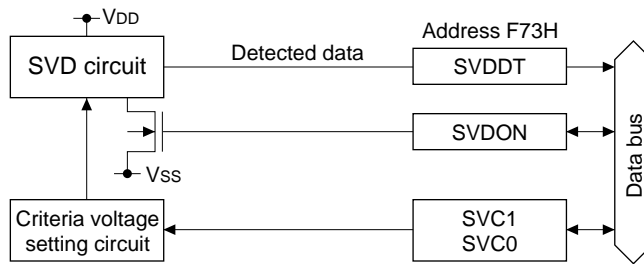 VDD
Address F73H
SVD circuit
Detected data
SVDDT
SVDON
VSS
Criteria voltage
setting circuit
SVC1
SVC0
Data bus